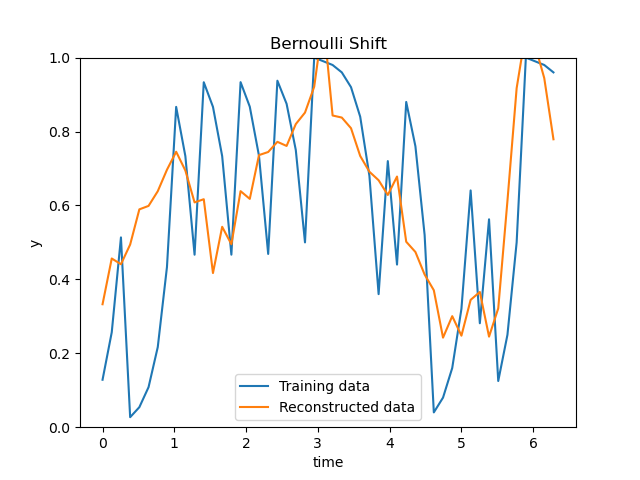 Bernoulli Shift
1.0
0.8
0.6
0.4
0.2
0.0
y
Training data
Reconstructed data
0 1 2 3 4 5 6
time